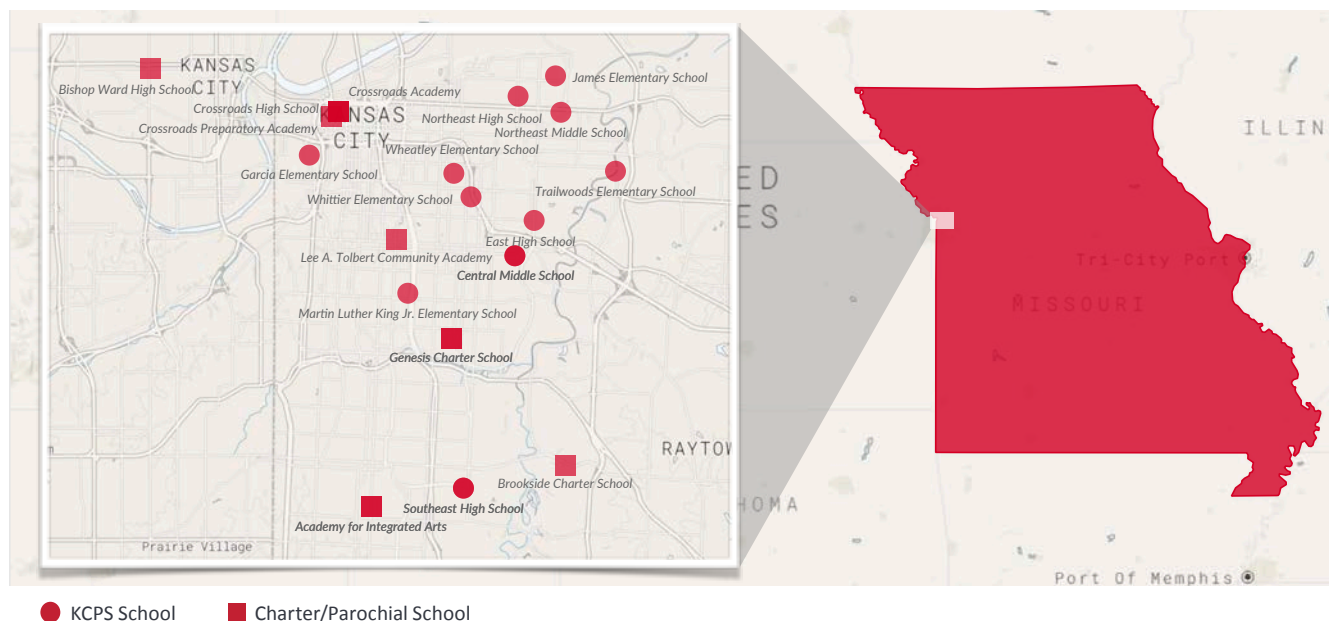 KANSAS
CITY
Bishop Ward High School
Crossroads Academy
Crossroads High School
KANSAS
CITY
Crossroads Preparatory Academy
James Elementary School
Northeast High School
Northeast Middle School
Wheatley Elementary School
Garcia Elementary School
Whittier Elementary School
Trailwoods Elementary School
East High School
Lee A. Tolbert Community Academy
Central Middle School
Martin Luther King Jr. Elementary School
Genesis Charter School
RAYTOW
Brookside Charter School
Southeast High School
Academy for Integrated Arts
Prairie Village
ED
ES
HOMA
ILLIN
Tri-City Port
MISSOURI
Port Of Memphis
KCPS School
Charter/Parochial School